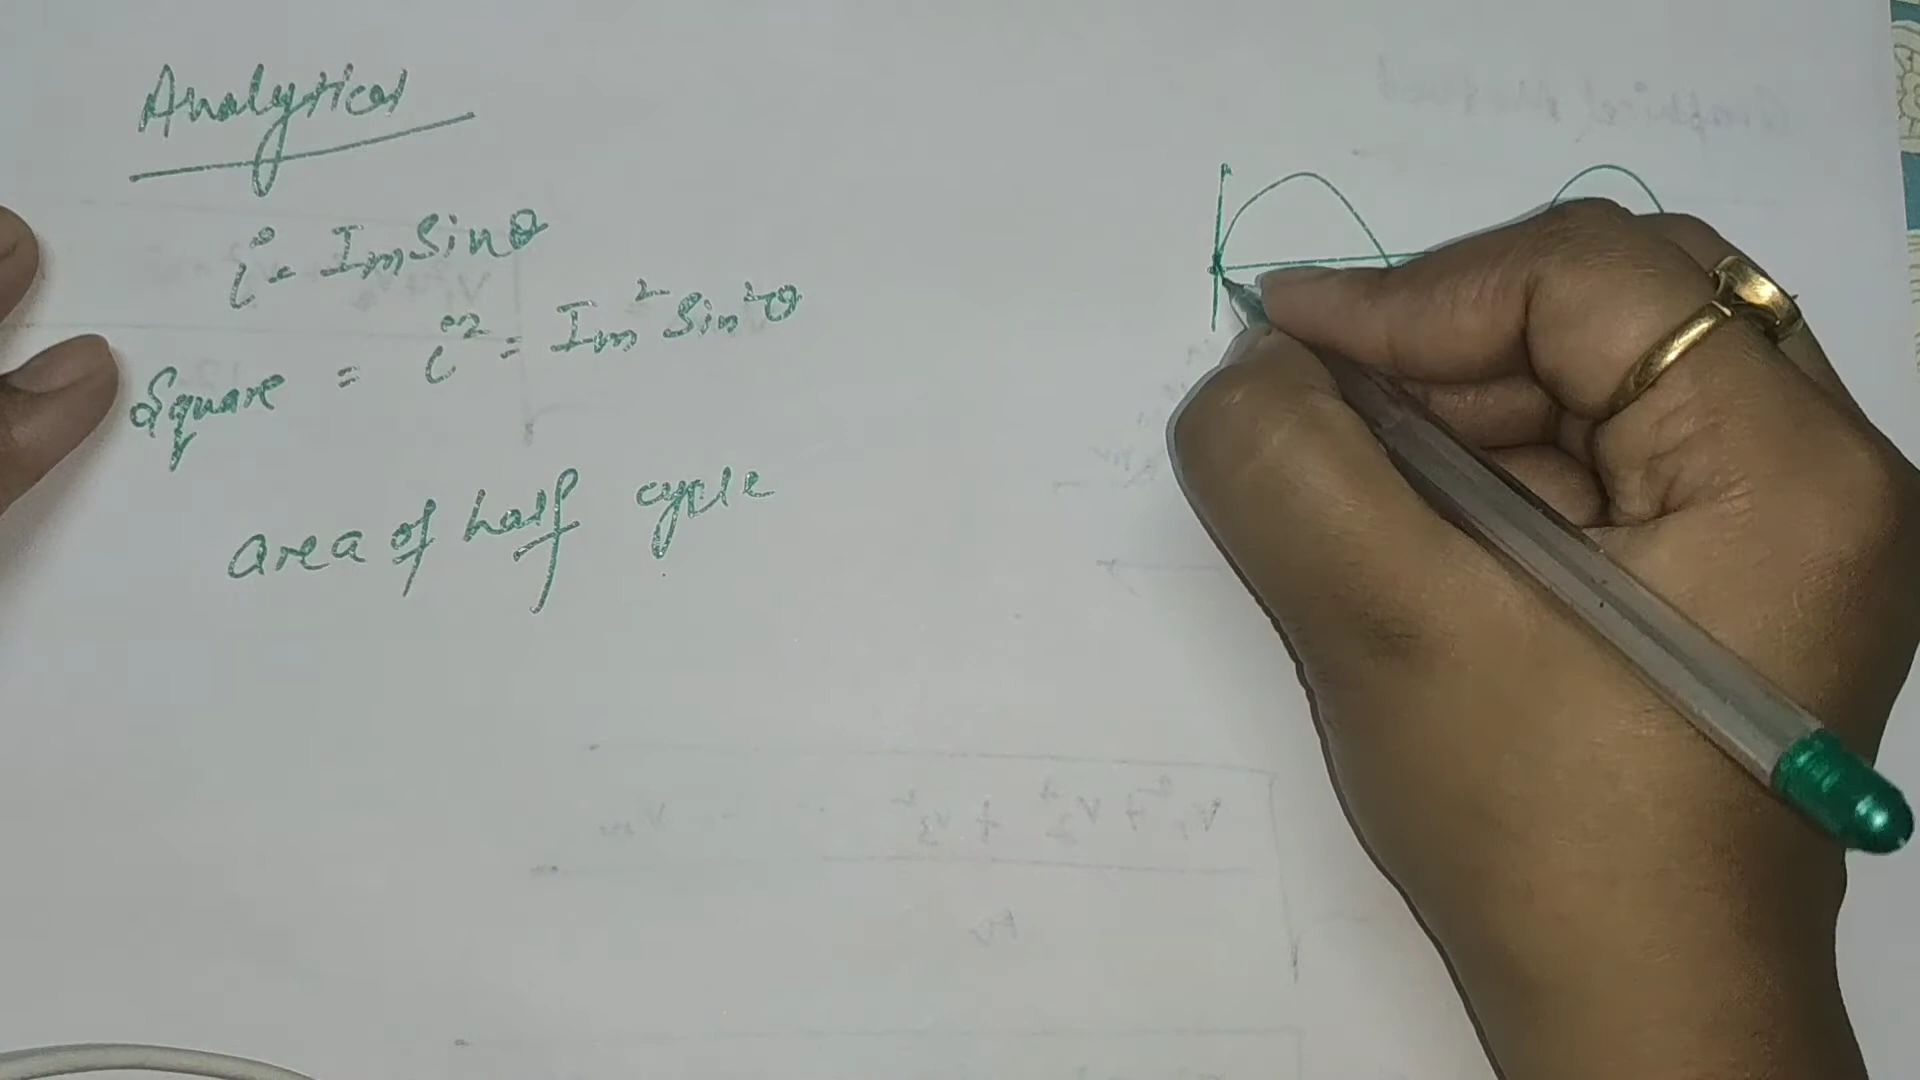 Analytical
i = Im Sinθ
Square = i² = Im² Sin²θ
area of half cycle